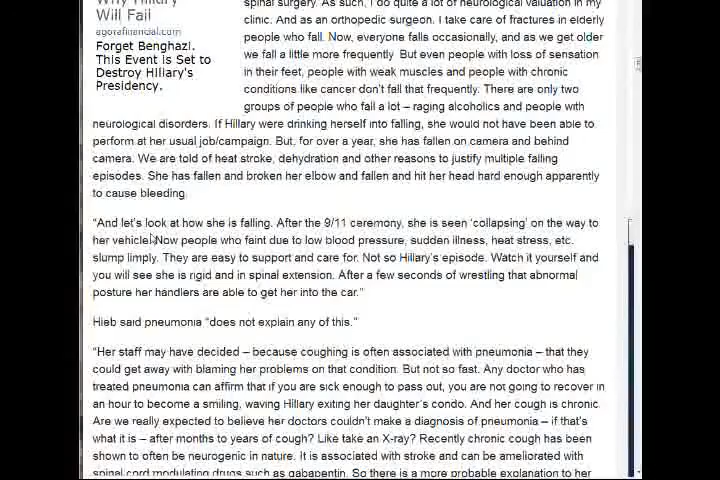 Why Hillary
Will Fail
agorafinancial.com
Forget Benghazi.
This Event is Set to
Destroy Hillary's
Presidency.
spinal surgery. As such, I do quite a lot of neurological valuation in my
clinic. And as an orthopedic surgeon. I take care of fractures in elderly
people who fall. Now, everyone falls occasionally, and as we get older
we fall a little more frequently. But even people with loss of sensation
in their feet, people with weak muscles and people with chronic
conditions like cancer don't fall that frequently. There are only two
groups of people who fall a lot – raging alcoholics and people with
neurological disorders. If Hillary were drinking herself into falling, she would not have been able to
perform at her usual job/campaign. But, for over a year, she has fallen on camera and behind
camera. We are told of heat stroke, dehydration and other reasons to justify multiple falling
episodes. She has fallen and broken her elbow and fallen and hit her head hard enough apparently
to cause bleeding.
“And let's look at how she is falling. After the 9/11 ceremony, she is seen ‘collapsing’ on the way to
her vehicle. Now people who faint due to low blood pressure, sudden illness, heat stress, etc.
slump limply. They are easy to support and care for. Not so Hillary's episode. Watch it yourself and
you will see she is rigid and in spinal extension. After a few seconds of wrestling that abnormal
posture her handlers are able to get her into the car.”
Hieb said pneumonia “does not explain any of this.”
“Her staff may have decided – because coughing is often associated with pneumonia – that they
could get away with blaming her problems on that condition. But not so fast. Any doctor who has
treated pneumonia can affirm that if you are sick enough to pass out, you are not going to recover in
an hour to become a smiling, waving Hillary exiting her daughter's condo. And her cough is chronic.
Are we really expected to believe her doctors couldn't make a diagnosis of pneumonia – if that's
what it is – after months to years of cough? Like take an X-ray? Recently chronic cough has been
shown to often be neurogenic in nature. It is associated with stroke and can be ameliorated with
spinal-cord modulating drugs such as gabapentin. So there is a more probable explanation to her